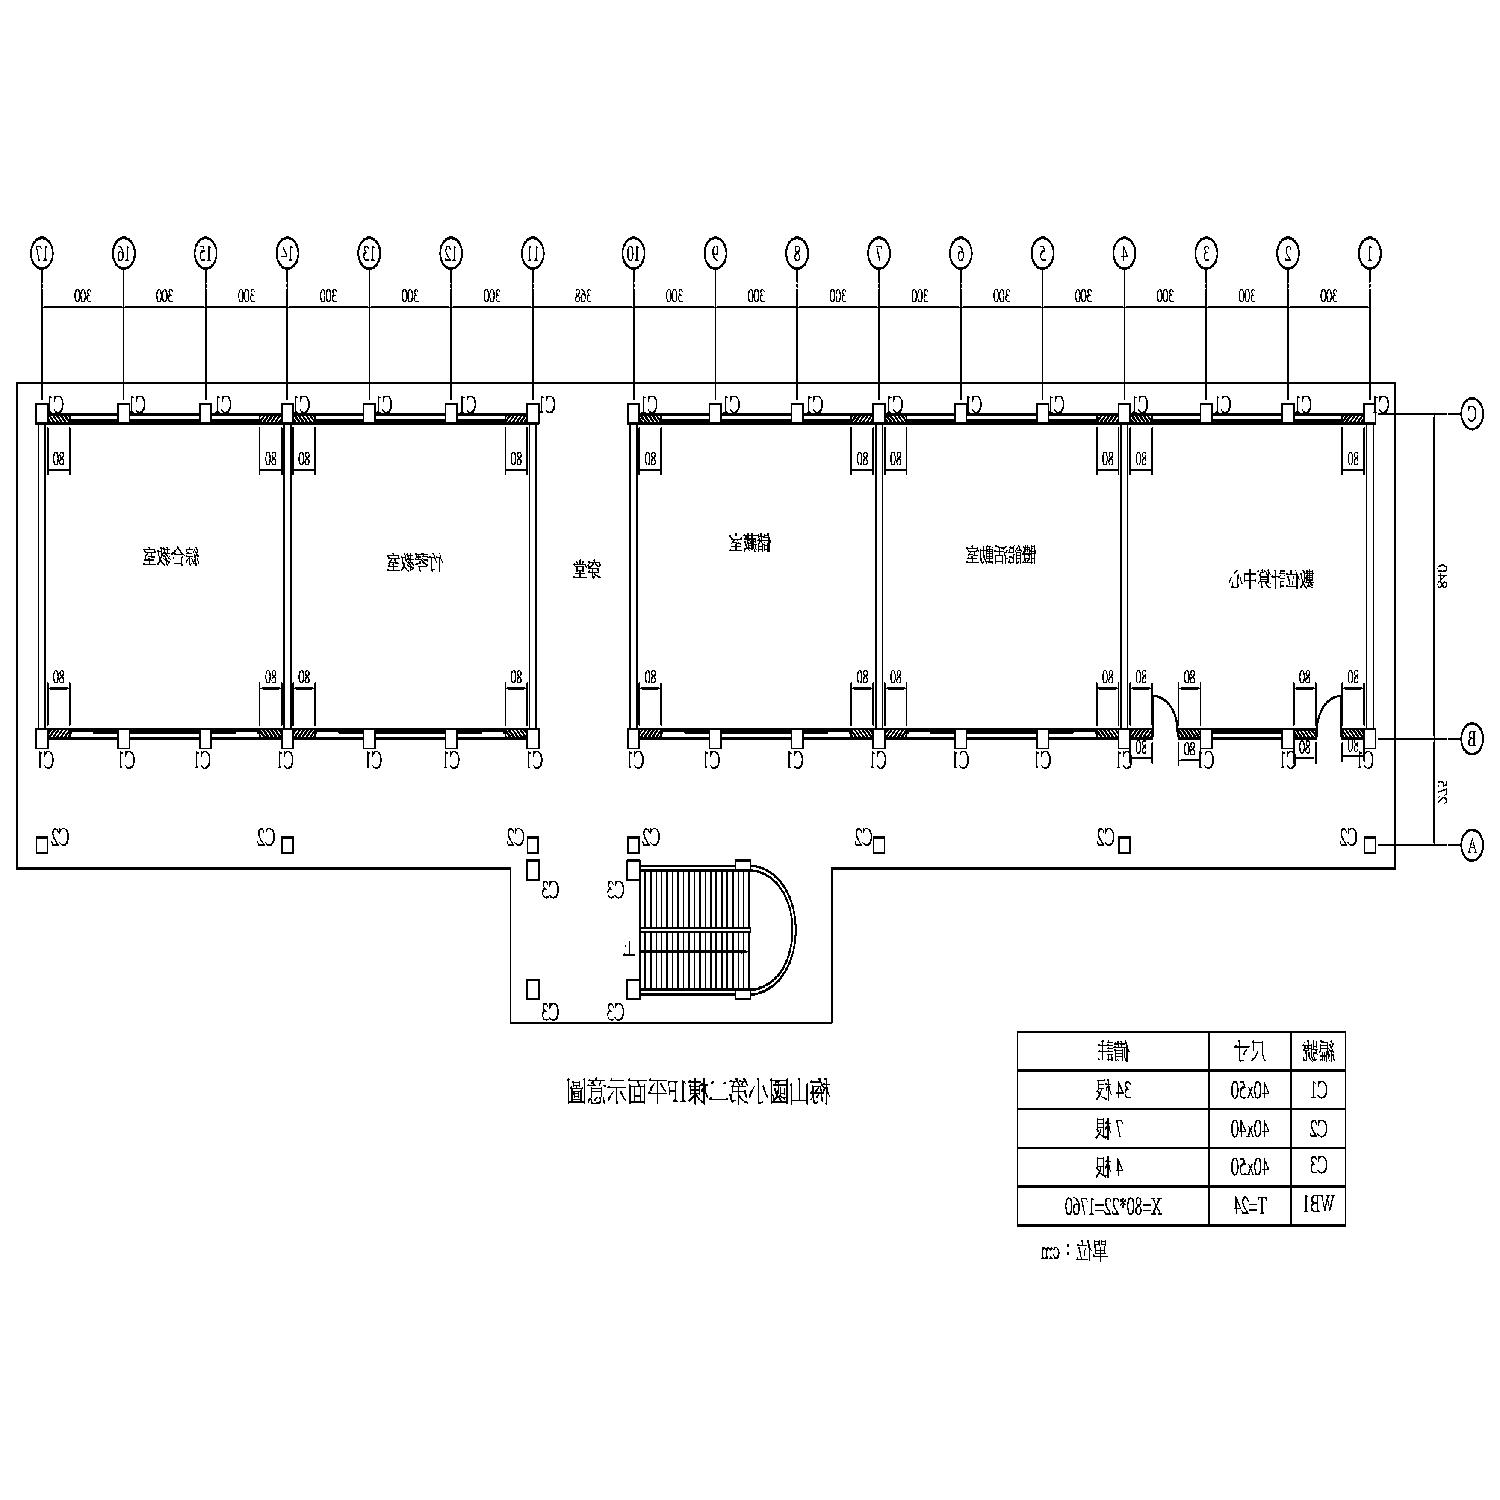 1 2 3 4 5 6 7 8 9 10 11 12 13 14 15 16 17
300 300 300 300 300 300 300 300 300 368 300 300 300 300 300 300
C
C1 C1 C1 C1 C1 C1 C1 C1 C1 C1 C1 C1 C1 C1 C1 C1 C1
80 80 80 80 80 80 80 80 80 80
數位計算中心
體能活動室
儲藏室
穿堂
竹琴教室
綜合教室
840
80 80 80 80 80 80 80 80 80 80 80 80
B
80 80 80 80
C1 C1 C1 C1 C1 C1 C1 C1 C1 C1 C1 C1 C1 C1 C1 C1 C1
275
A
C2 C2 C2 C2 C2 C2 C2
C3 C3
上
C3 C3
梅山國小第二棟1F平面示意圖
編號 尺寸 備註
C1 40x50 34 根
C2 40x40 7 根
C3 40x50 4 根
WB1 T=24 X=80*22=1760
單位：cm